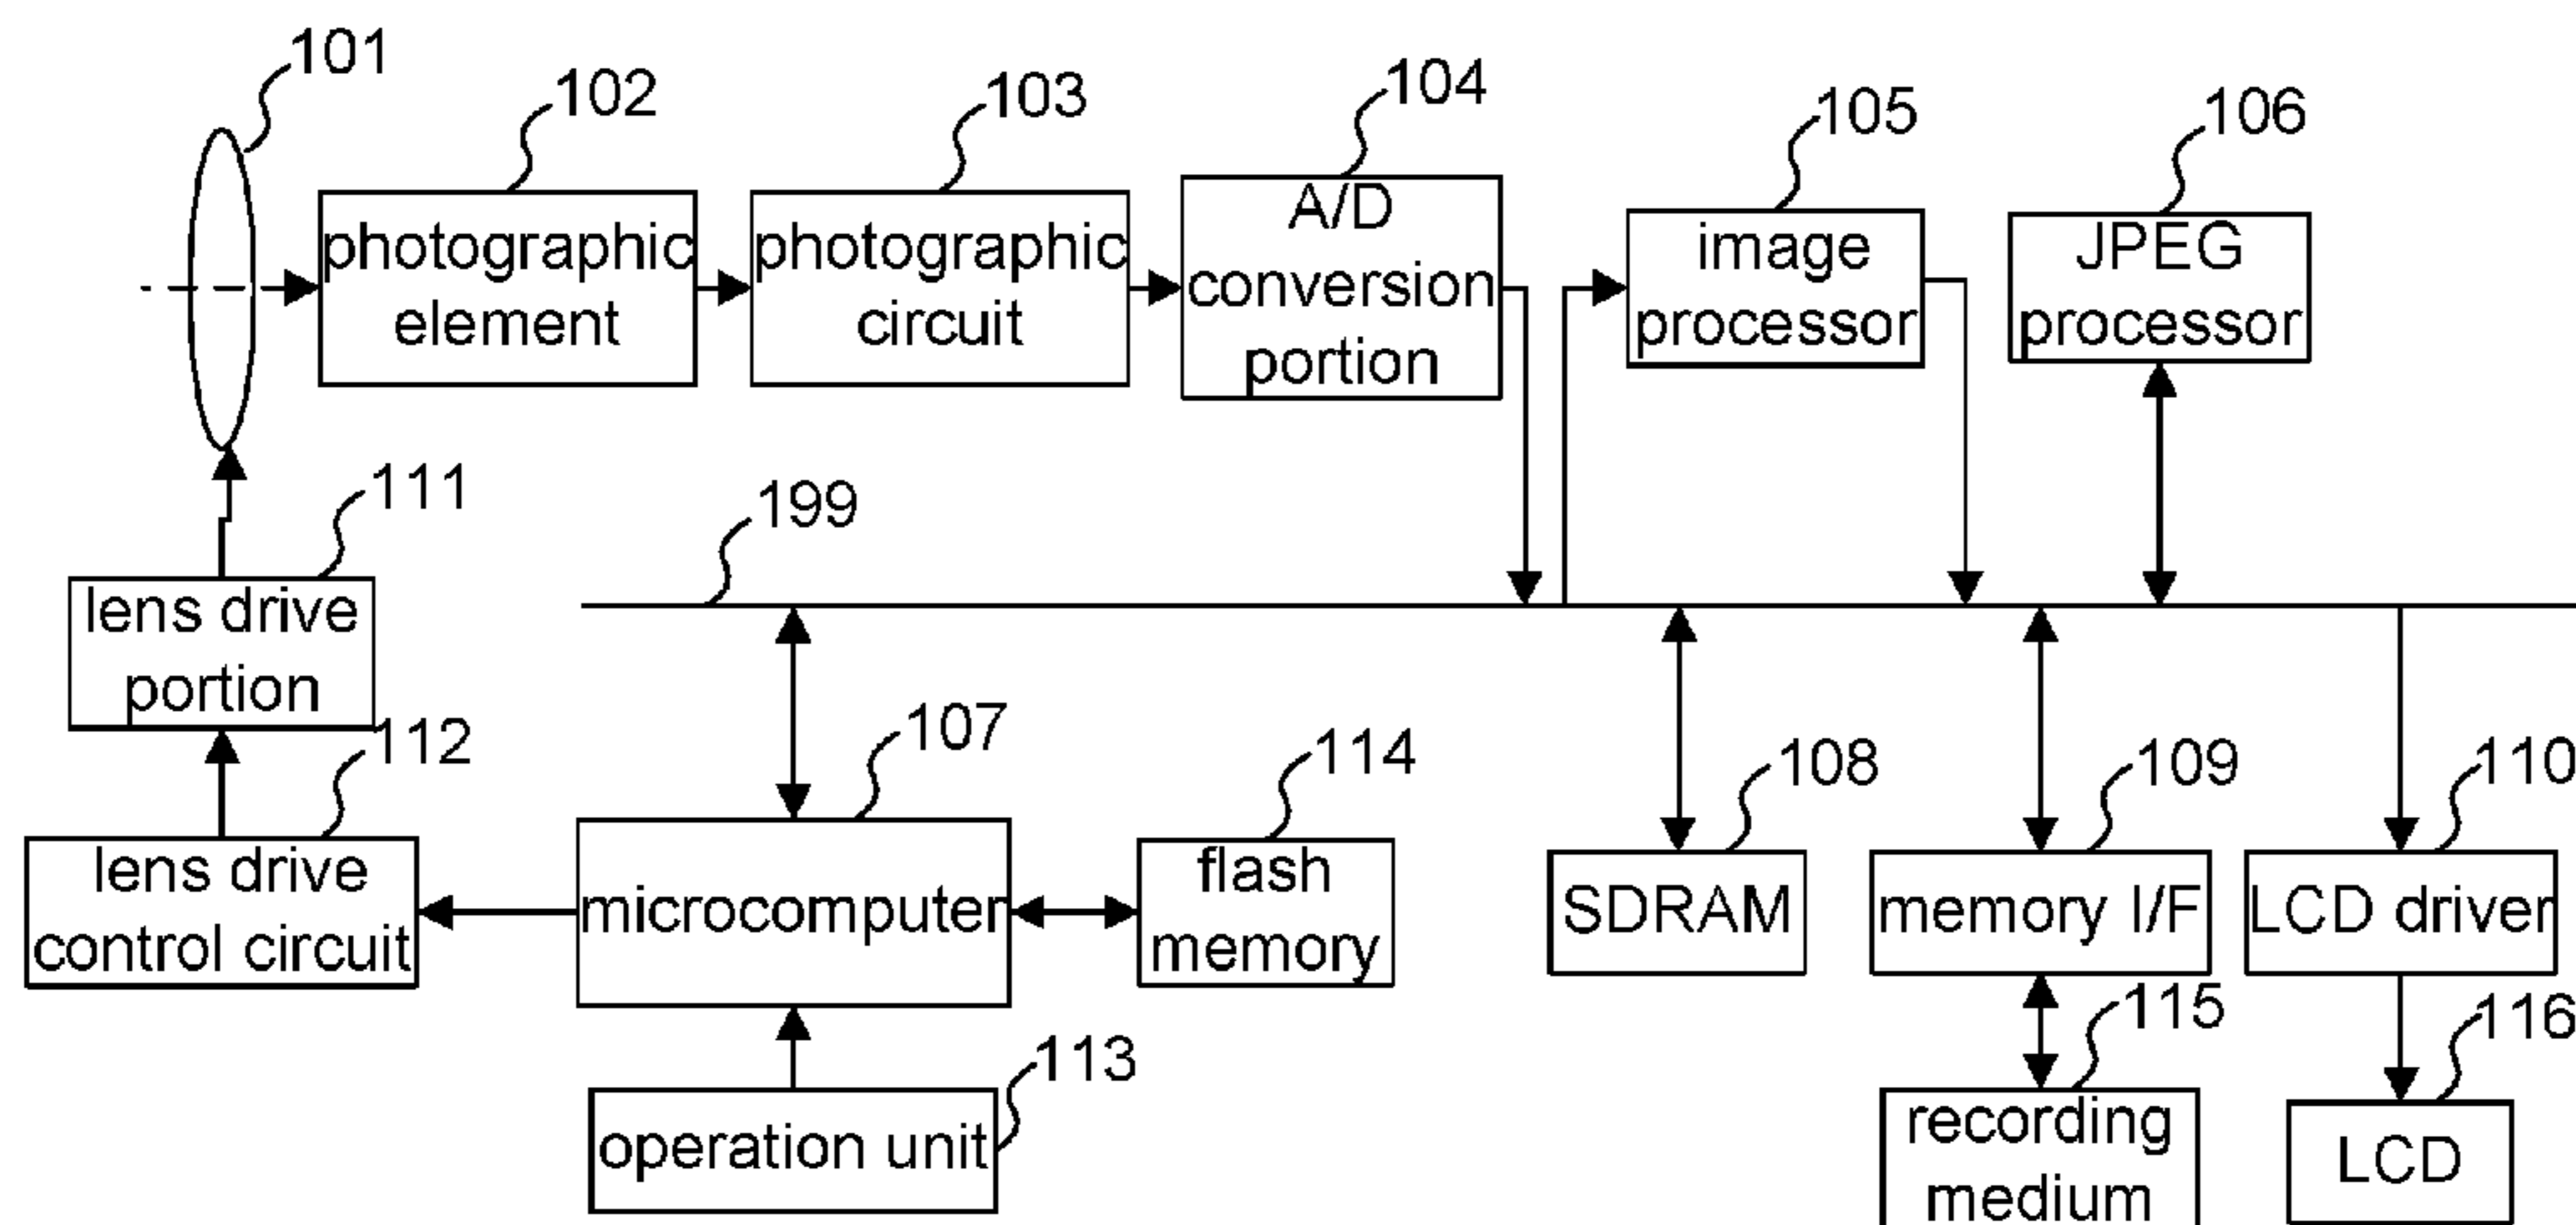 101
102
103
104
105
106
photographic
element
photographic
circuit
A/D
conversion
portion
image
processor
JPEG
processor
111
199
lens drive
portion
112
107
114
108
109
110
lens drive
control circuit
microcomputer
flash
memory
SDRAM
memory I/F
LCD driver
113
115
116
operation unit
recording
medium
LCD